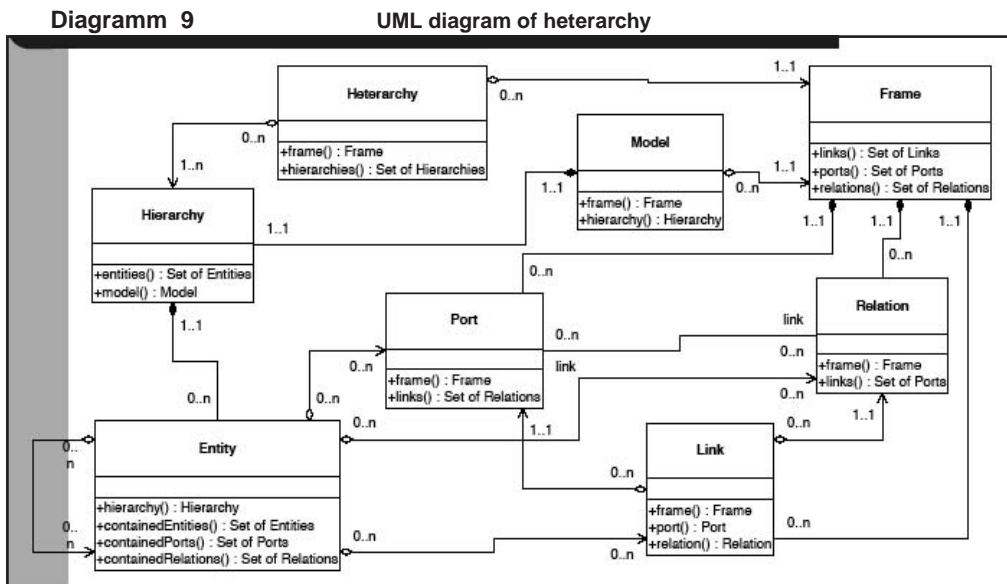 Diagramm 9
UML diagram of heterarchy
Heterarchy
+frame() : Frame
+hierarchies() : Set of Hierarchies
0..n
1..1
0..n
1..n
Frame
+links() : Set of Links
+ports() : Set of Ports
+relations() : Set of Relations
1..1
1..1
1..1
Model
+frame() : Frame
+hierarchy() : Hierarchy
1..1
0..n
1..1
Hierarchy
+entities() : Set of Entities
+model() : Model
1..1
1..1
0..n
Port
+frame() : Frame
+links() : Set of Relations
0..n
0..n
link
0..n
1..1
Relation
+frame() : Frame
+links() : Set of Ports
0..n
link
0..n
0..n
1..1
Entity
+hierarchy() : Hierarchy
+containedEntities() : Set of Entities
+containedPorts() : Set of Ports
+containedRelations() : Set of Relations
0..
n
0..
n
0..n
0..n
0..n
0..n
Link
+frame() : Frame
+port() : Port
+relation() : Relation
0..n
0..n
0..n